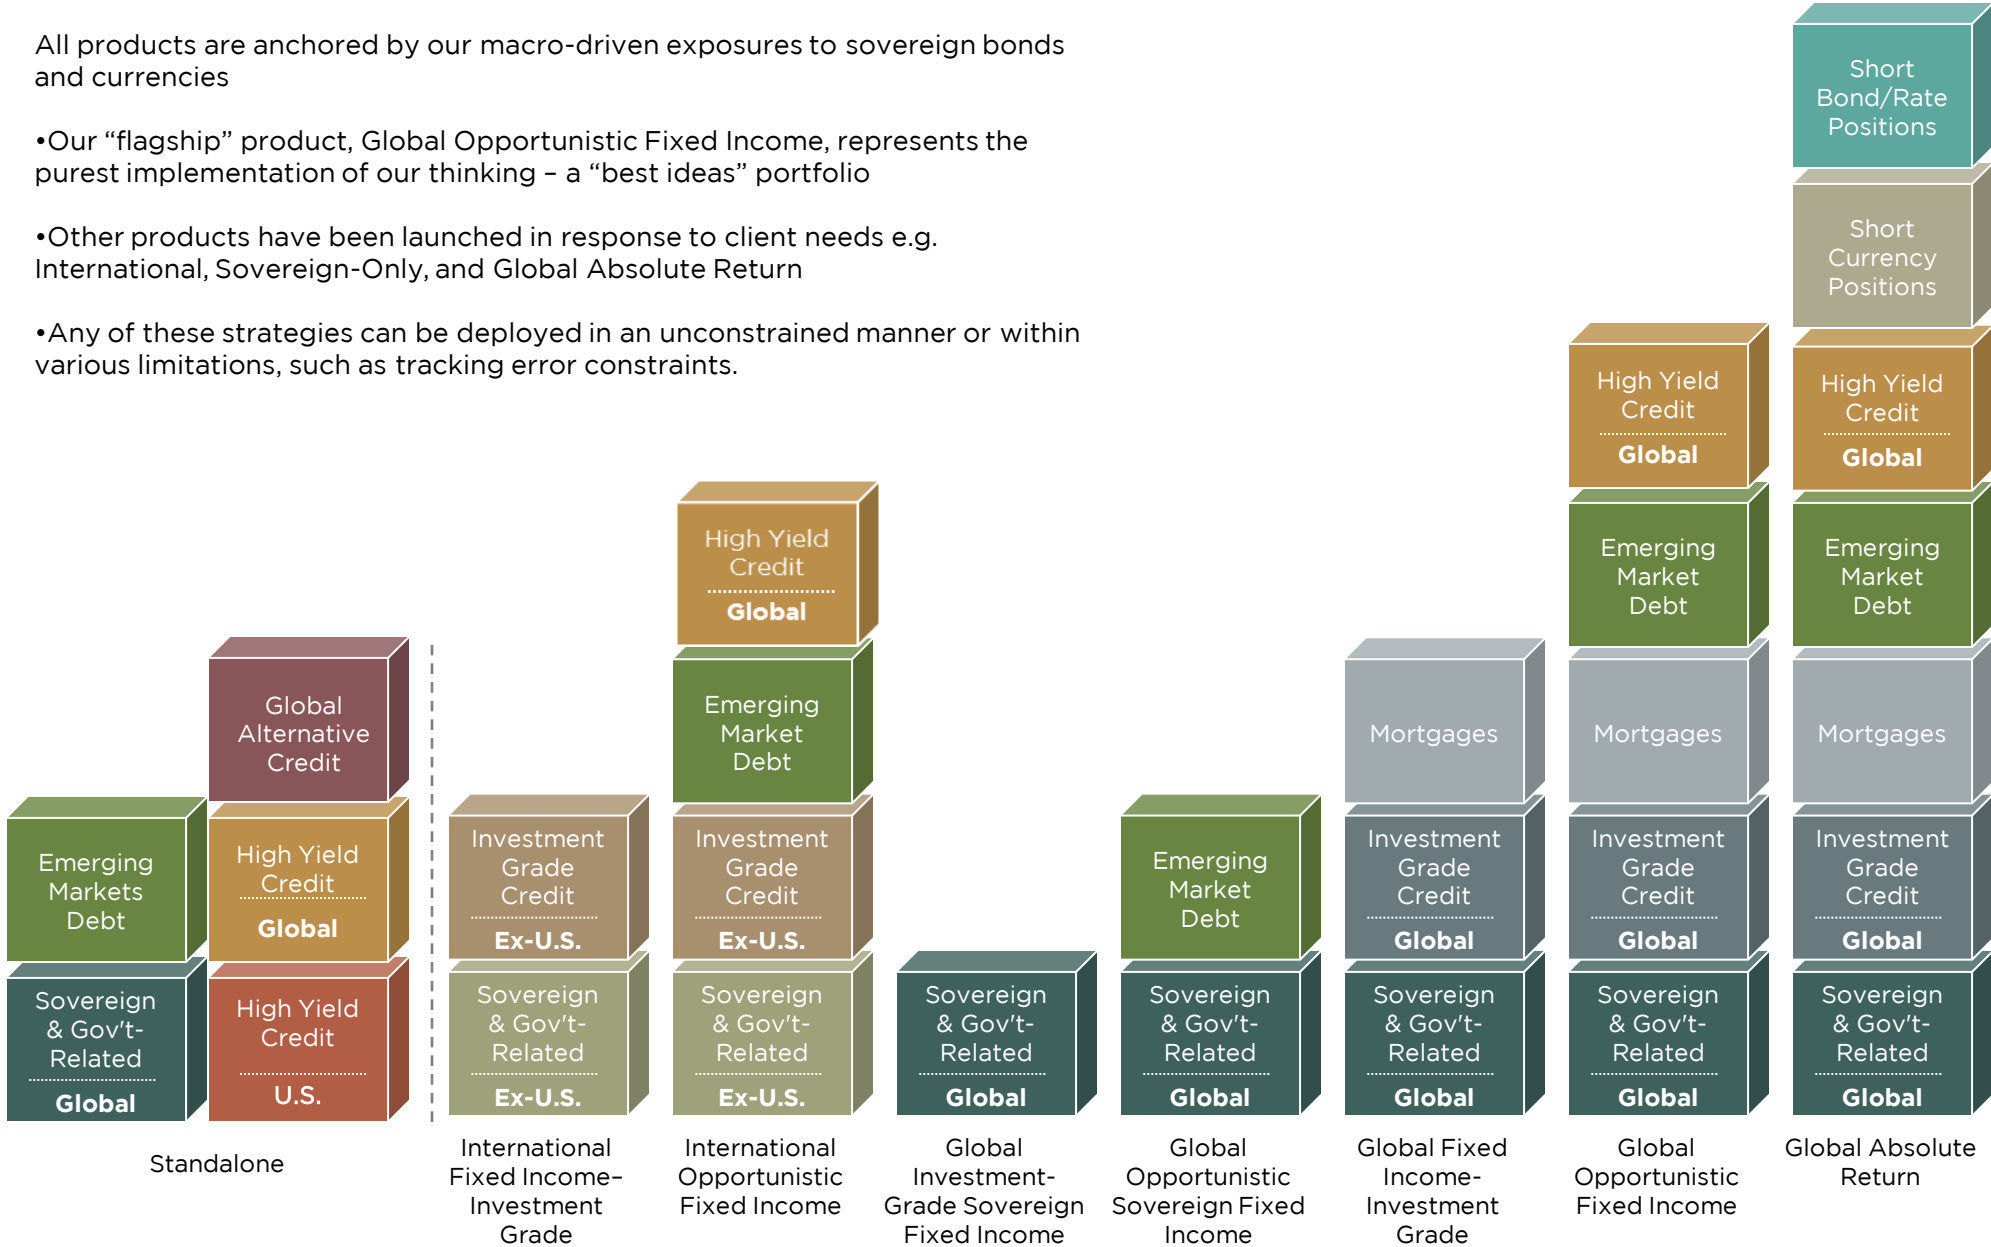 All products are anchored by our macro-driven exposures to sovereign bonds
and currencies
•Our “flagship” product, Global Opportunistic Fixed Income, represents the
purest implementation of our thinking – a “best ideas” portfolio
•Other products have been launched in response to client needs e.g.
International, Sovereign-Only, and Global Absolute Return
•Any of these strategies can be deployed in an unconstrained manner or within
various limitations, such as tracking error constraints.
Emerging
Markets
Debt
Sovereign
& Gov't-
Related
Global
Global
Alternative
Credit
High Yield
Credit
Global
High Yield
Credit
U.S.
Standalone
Investment
Grade
Credit
Ex-U.S.
Sovereign
& Gov't-
Related
Ex-U.S.
International
Fixed Income–
Investment
Grade
High Yield
Credit
Global
Emerging
Market
Debt
Investment
Grade
Credit
Ex-U.S.
Sovereign
& Gov't-
Related
Ex-U.S.
International
Opportunistic
Fixed Income
Sovereign
& Gov't-
Related
Global
Global
Investment-
Grade Sovereign
Fixed Income
Emerging
Market
Debt
Sovereign
& Gov't-
Related
Global
Global
Opportunistic
Sovereign Fixed
Income
Mortgages
Investment
Grade
Credit
Global
Sovereign
& Gov't-
Related
Global
Global Fixed
Income-
Investment
Grade
High Yield
Credit
Global
Emerging
Market
Debt
Mortgages
Investment
Grade
Credit
Global
Sovereign
& Gov't-
Related
Global
Global
Opportunistic
Fixed Income
Short
Bond/Rate
Positions
Short
Currency
Positions
High Yield
Credit
Global
Emerging
Market
Debt
Mortgages
Investment
Grade
Credit
Global
Sovereign
& Gov't-
Related
Global
Global Absolute
Return